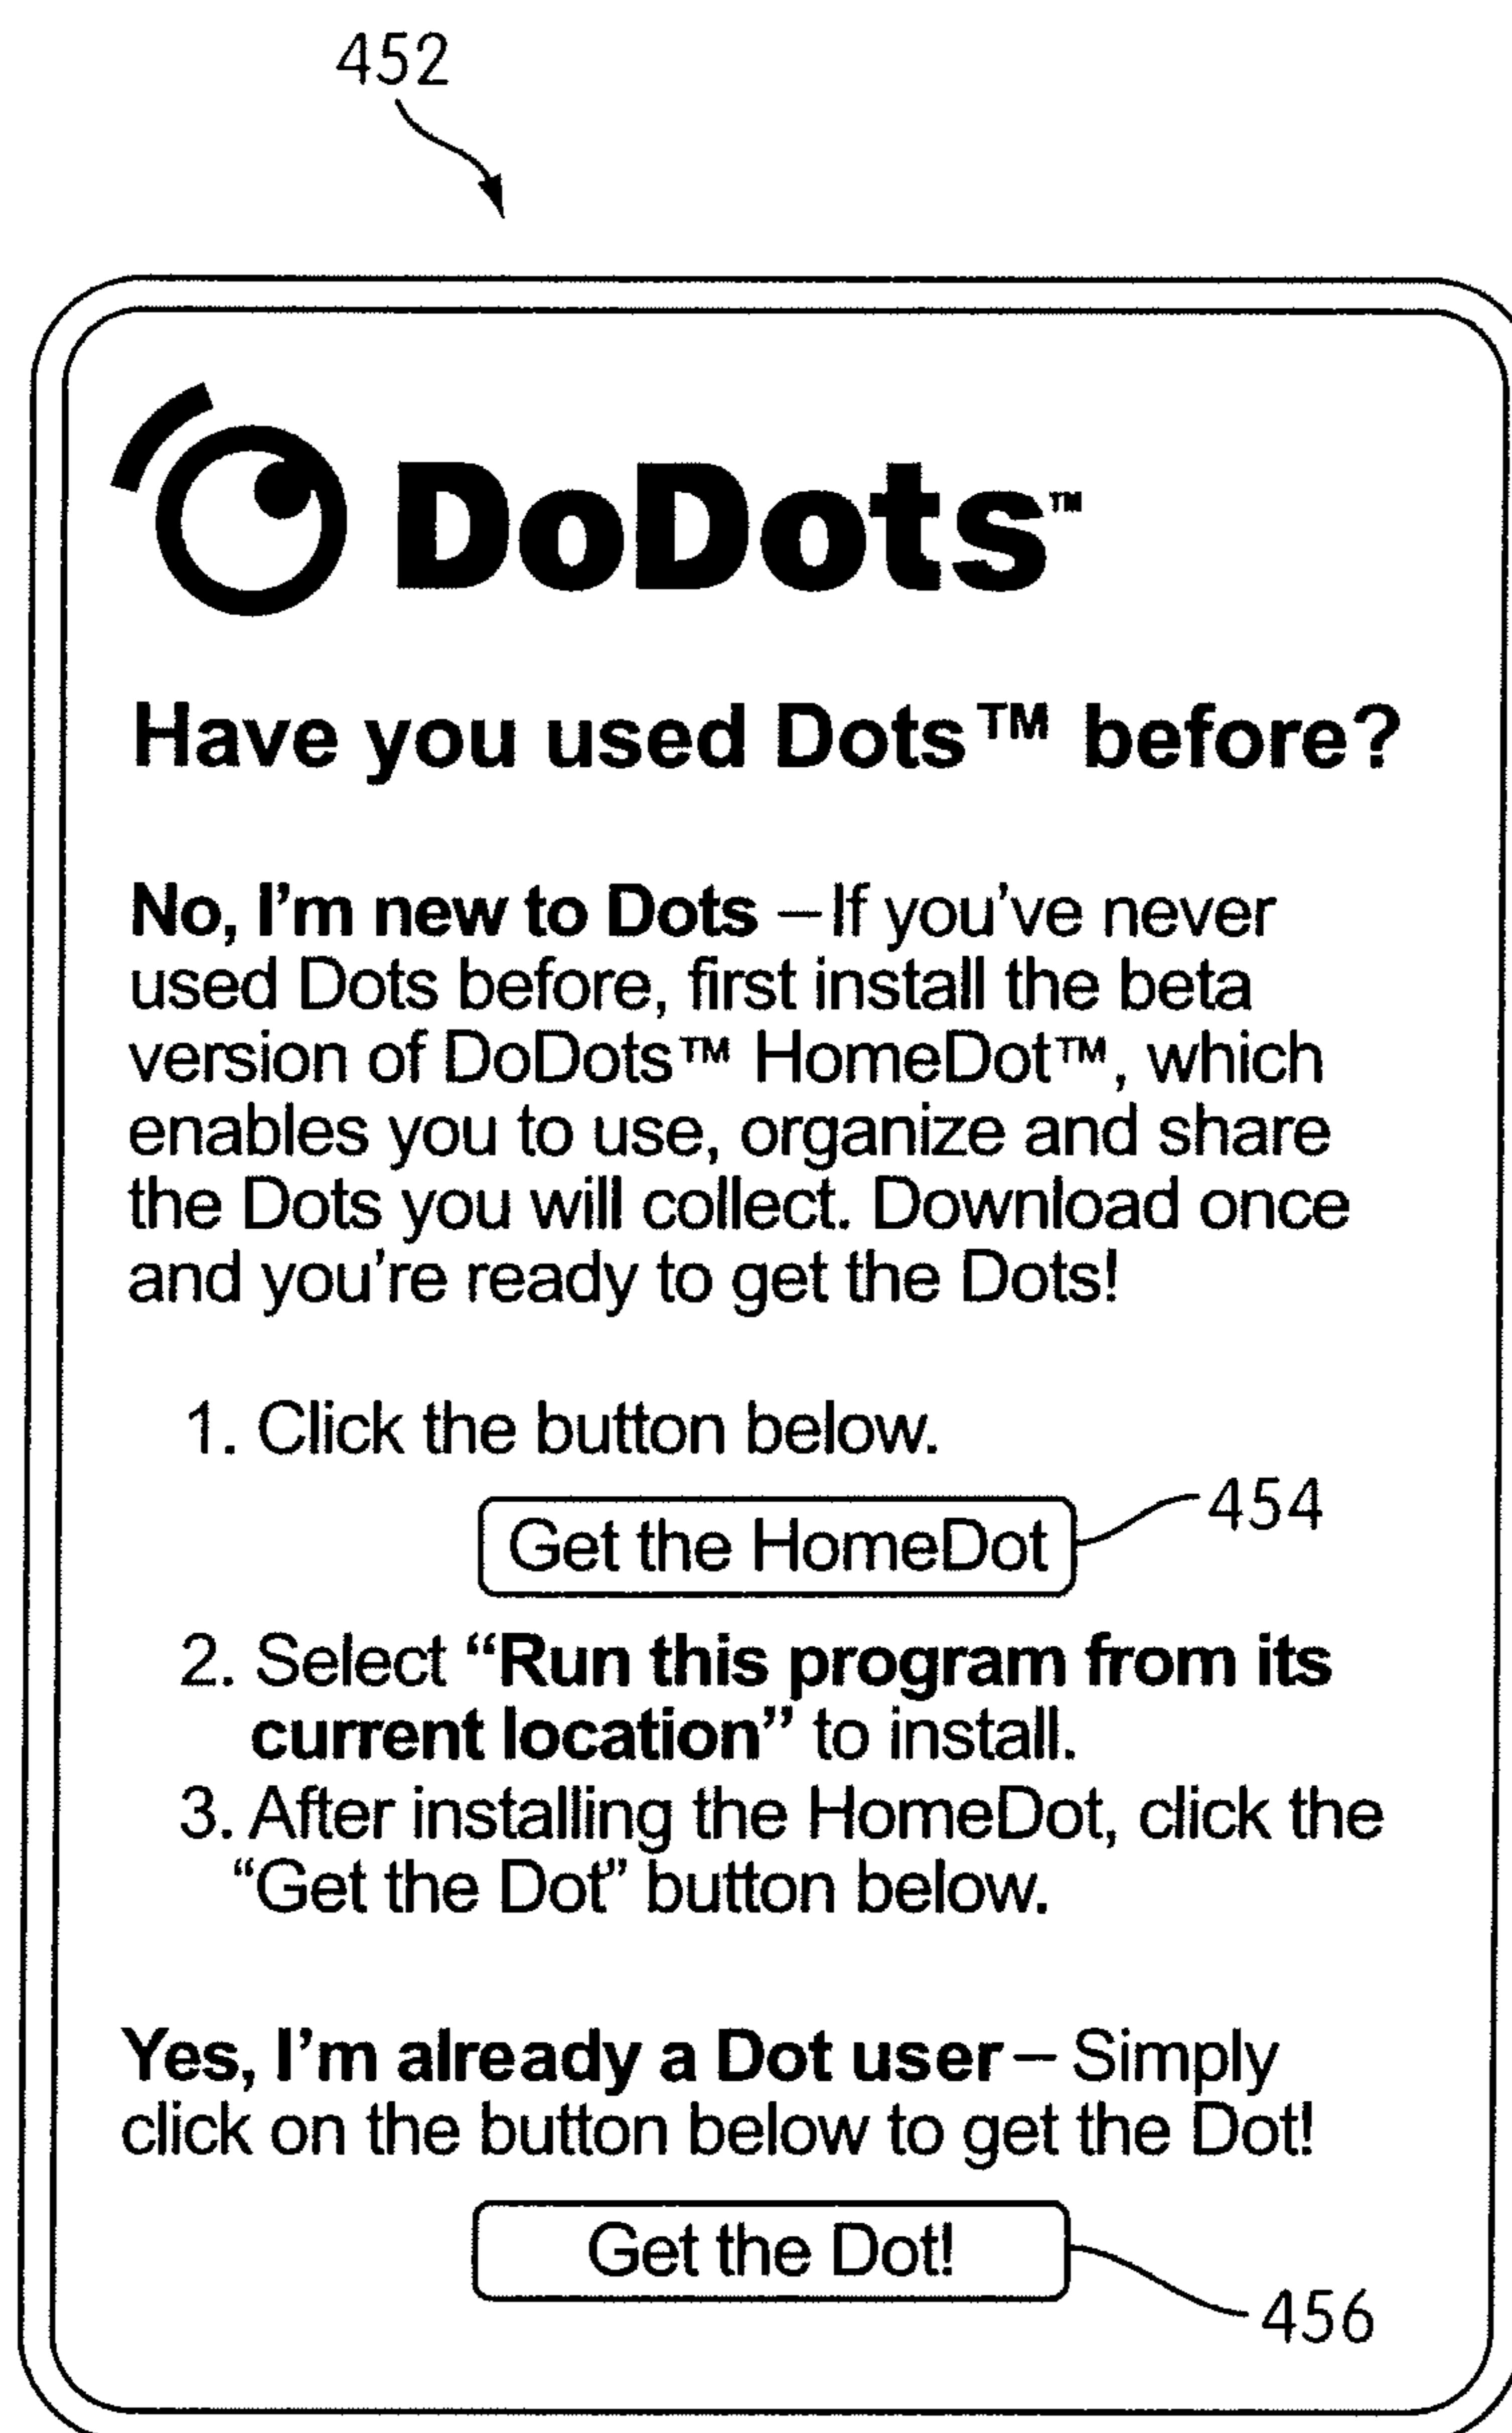 452
DoDots™
Have you used Dots™ before?
No, I'm new to Dots – If you've never
used Dots before, first install the beta
version of DoDots™ HomeDot™, which
enables you to use, organize and share
the Dots you will collect. Download once
and you're ready to get the Dots!
1. Click the button below.
Get the HomeDot 454
2. Select “Run this program from its
current location” to install.
3. After installing the HomeDot, click the
“Get the Dot” button below.
Yes, I'm already a Dot user – Simply
click on the button below to get the Dot!
Get the Dot!
456